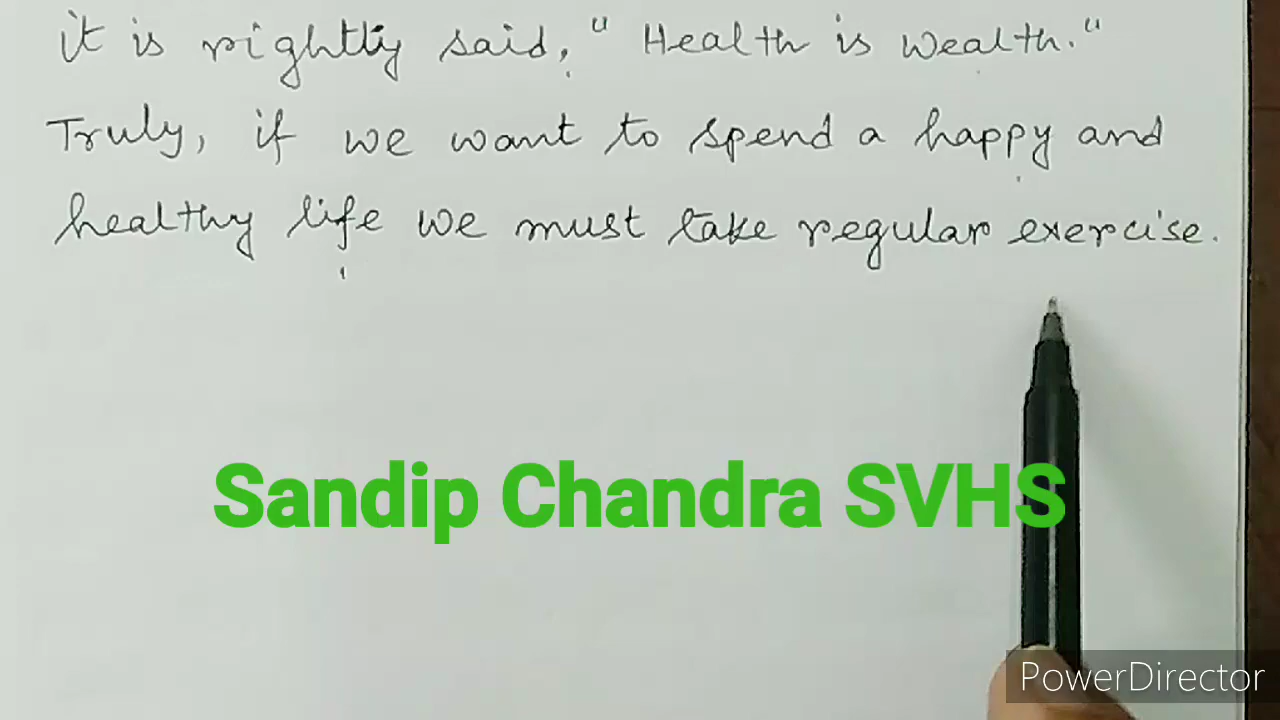 it is rightly said, "Health is wealth."
Truly, if we want to spend a happy and
healthy life we must take regular exercise.
Sandip Chandra SVHS
PowerDirector